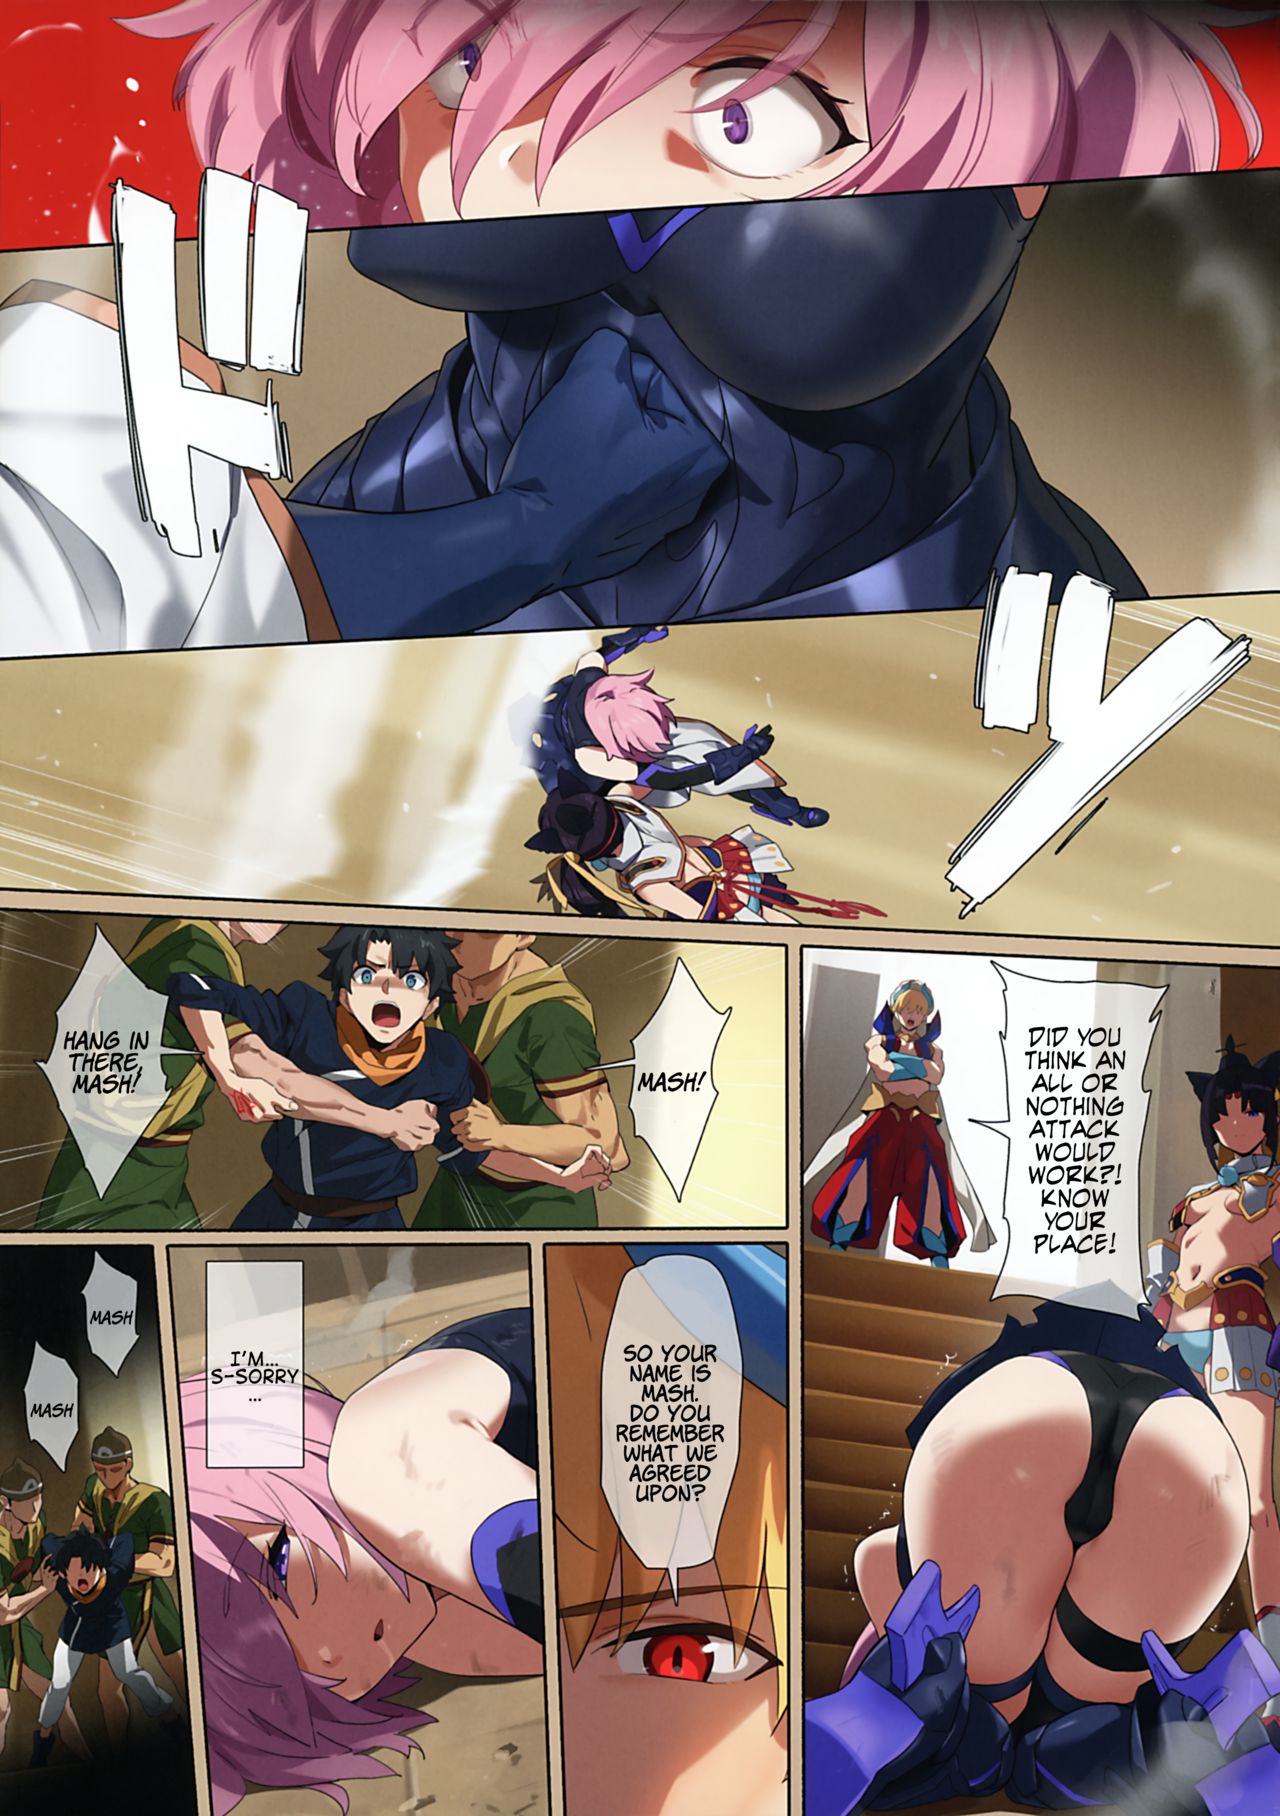 ドッ
MASH!
HANG IN
THERE,
MASH!
DID YOU
THINK AN
ALL OR
NOTHING
ATTACK
WOULD
WORK?!
KNOW
YOUR
PLACE!
SO YOUR
NAME IS
MASH.
DO YOU
REMEMBER
WHAT WE
AGREED
UPON?
I'M...
S-SORRY
...
MASH
MASH